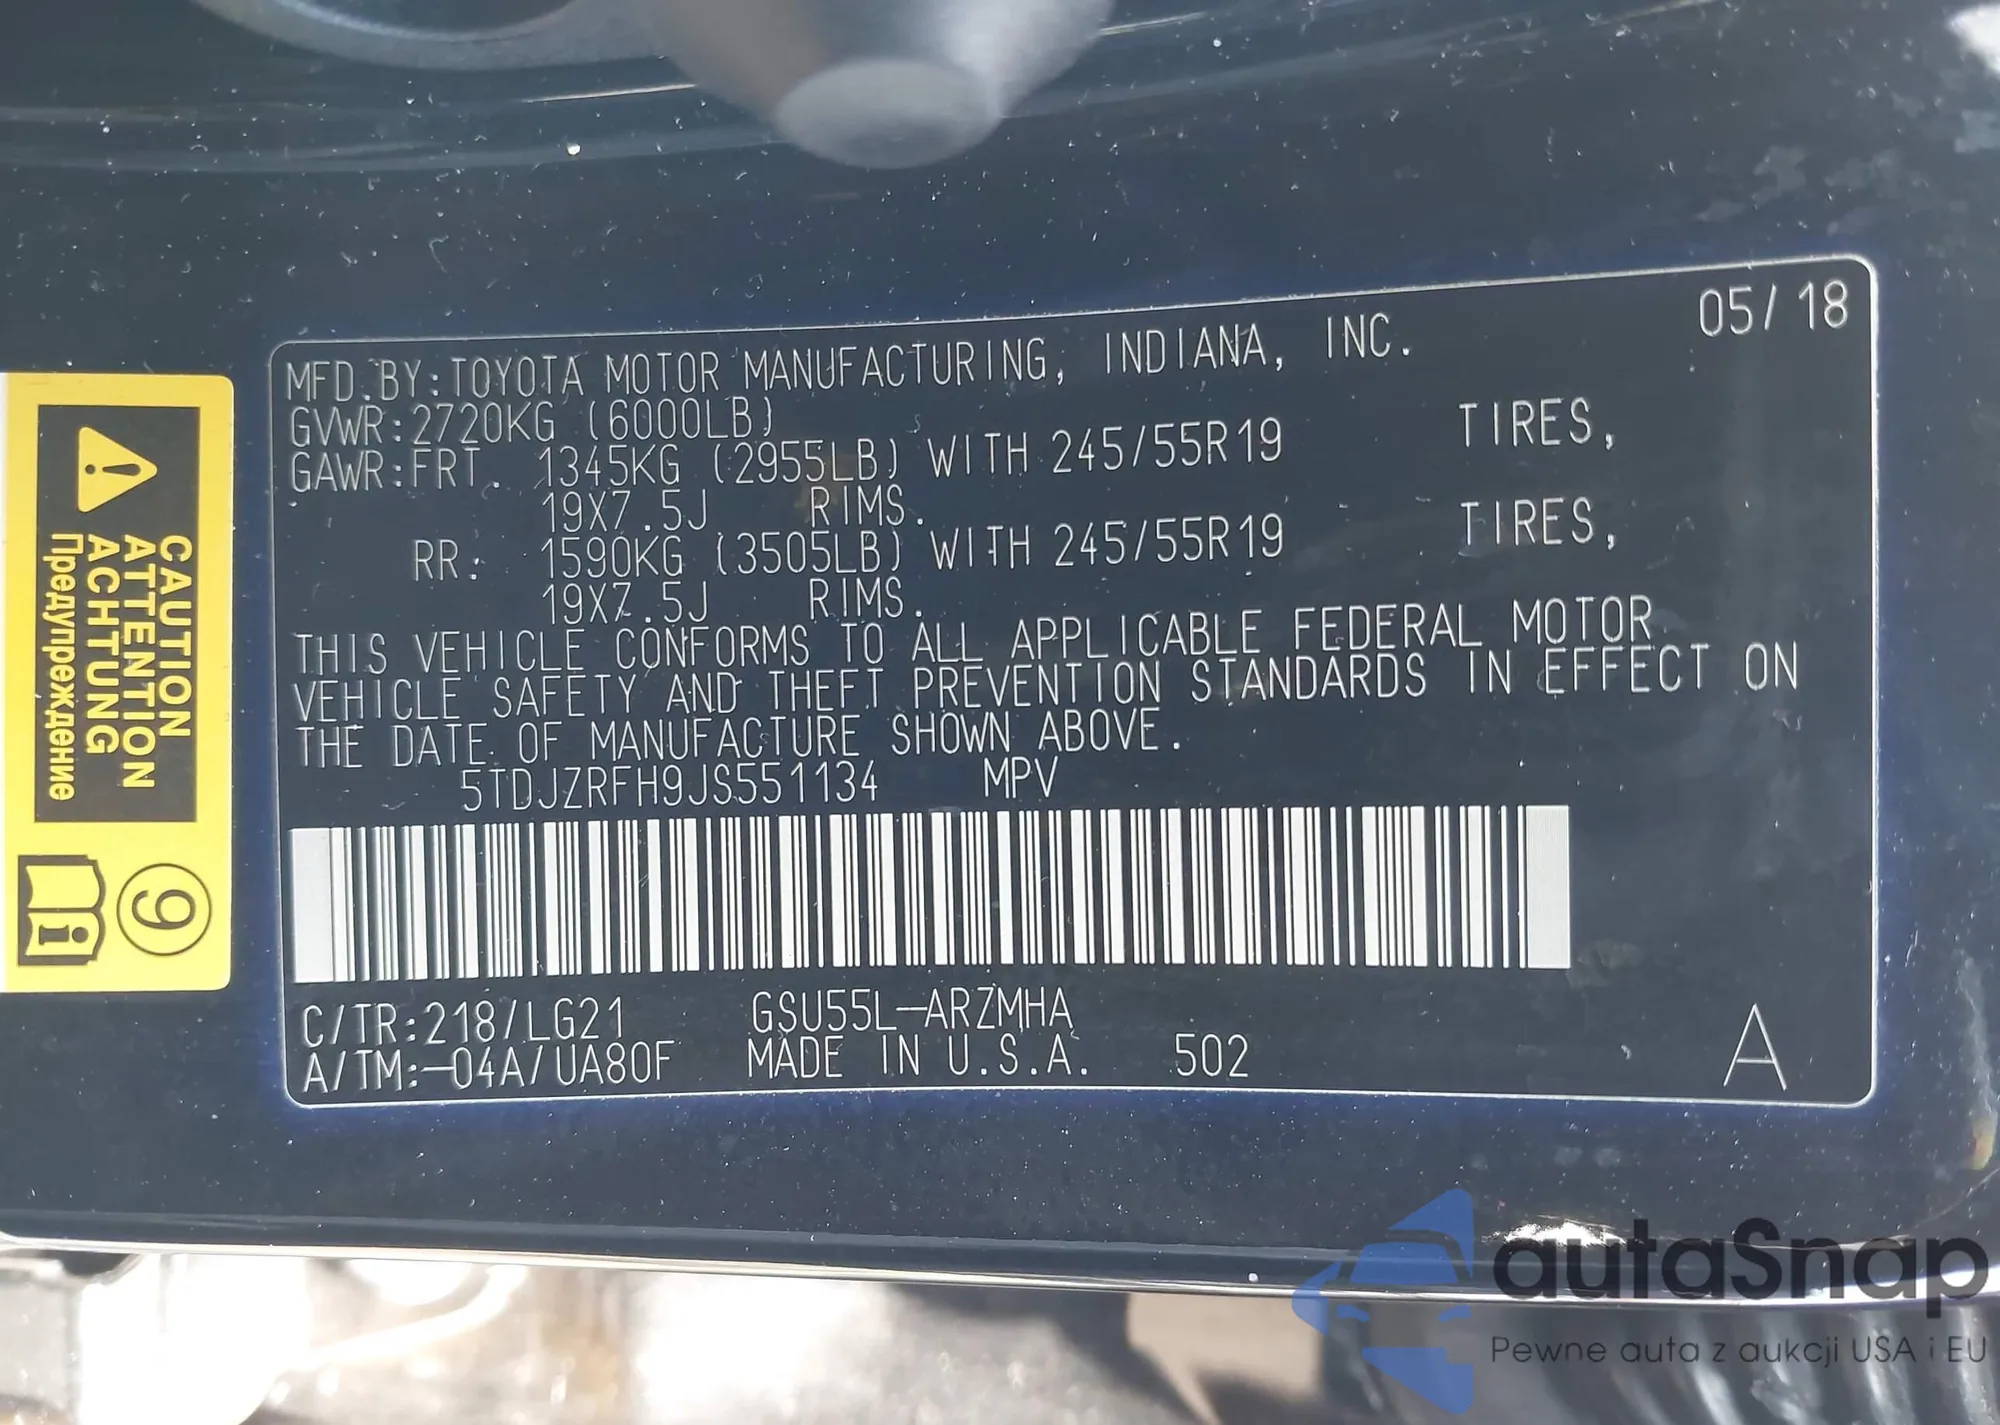 05/18
MFD.BY:TOYOTA MOTOR MANUFACTURING, INDIANA, INC.
GVWR:2720KG (6000LB)
GAWR:FRT. 1345KG (2955LB) WITH 245/55R19 TIRES,
19X7.5J RIMS.
RR: 1590KG (3505LB) WITH 245/55R19 TIRES,
19X7.5J RIMS.
THIS VEHICLE CONFORMS TO ALL APPLICABLE FEDERAL MOTOR
VEHICLE SAFETY AND THEFT PREVENTION STANDARDS IN EFFECT ON
THE DATE OF MANUFACTURE SHOWN ABOVE.
5TDJZRFH9JS551134 MPV
C/TR:218/LG21 GSU55L-ARZMHA
A/TM:-04A/UA80F MADE IN U.S.A. 502 A
CAUTION
ATTENTION
ACHTUNG
Предупреждение
9
autaSnap
Pewne auta z aukcji USA i EU